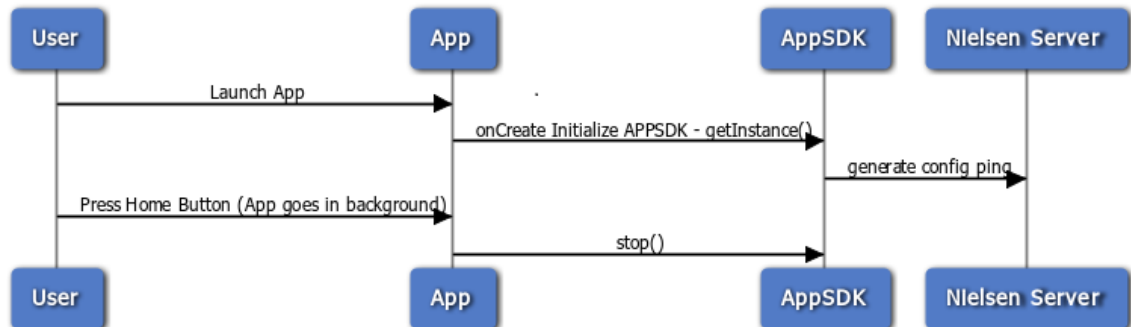 User App AppSDK NIelsen Server
Launch App
onCreate Initialize APPSDK - getInstance()
generate config ping
Press Home Button (App goes in background)
stop()
User App AppSDK NIelsen Server